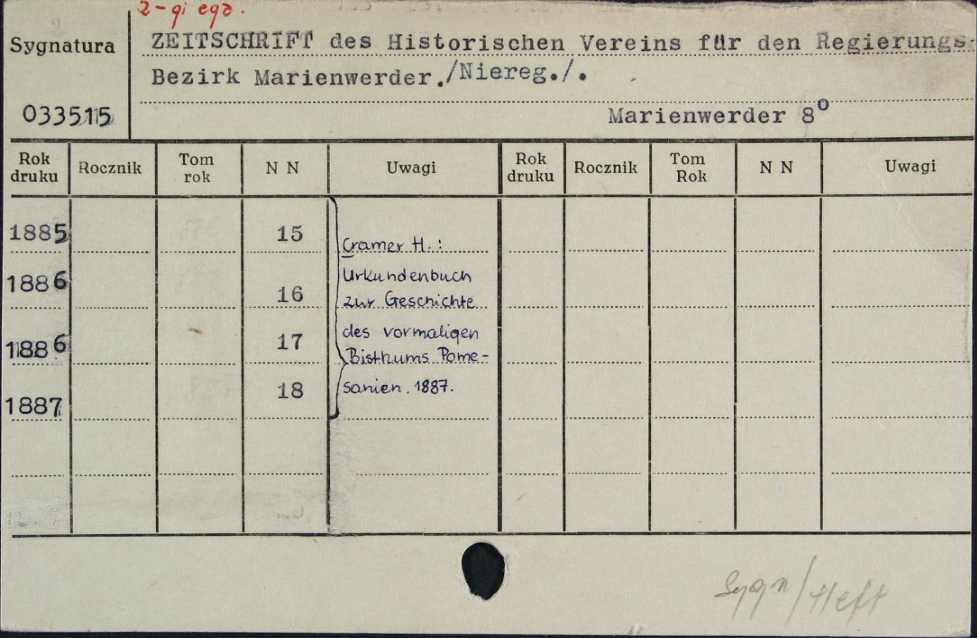 2-gi egz.
Sygnatura
ZEITSCHRIFT des Historischen Vereins für den Regierungs-
Bezirk Marienwerder./Niereg./.
033515
Marienwerder 8°
Rok druku Rocznik Tom rok N N Uwagi Rok druku Rocznik Tom Rok N N Uwagi
1885 15
Cramer H.:
1886 16
Urkundenbuch
zur Geschichte
1886 17
des vormaligen
Bisthums Pome-
1887 18
sanien. 1887.
Sygn/Heft